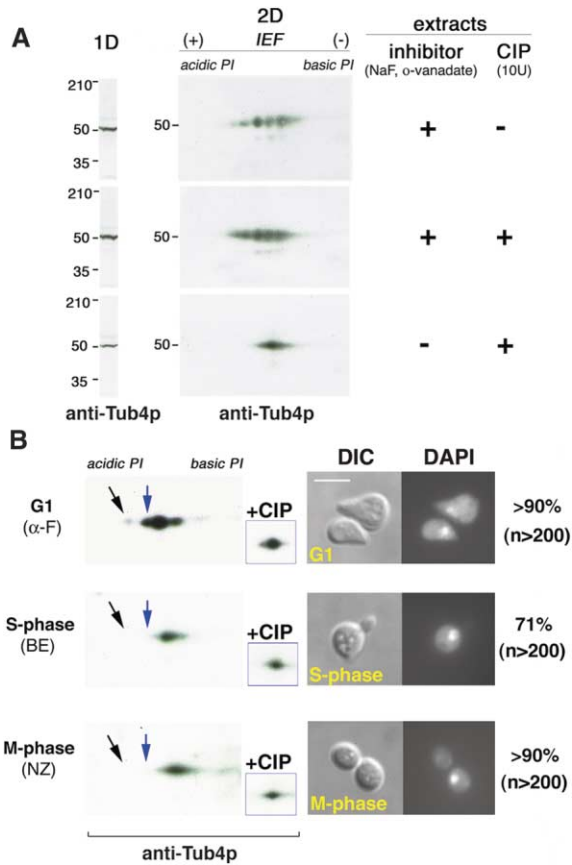 A
1D
2D
(+) IEF (-)
acidic PI basic PI
extracts
inhibitor CIP
(NaF, o-vanadate) (10U)
210-
50-
35-
50-
+ -
210-
50-
35-
50-
+ +
210-
50-
35-
50-
- +
anti-Tub4p anti-Tub4p
B
acidic PI basic PI
DIC DAPI
G1
(α-F)
+CIP
G1
>90%
(n>200)
S-phase
(BE)
+CIP
S-phase
71%
(n>200)
M-phase
(NZ)
+CIP
M-phase
>90%
(n>200)
anti-Tub4p